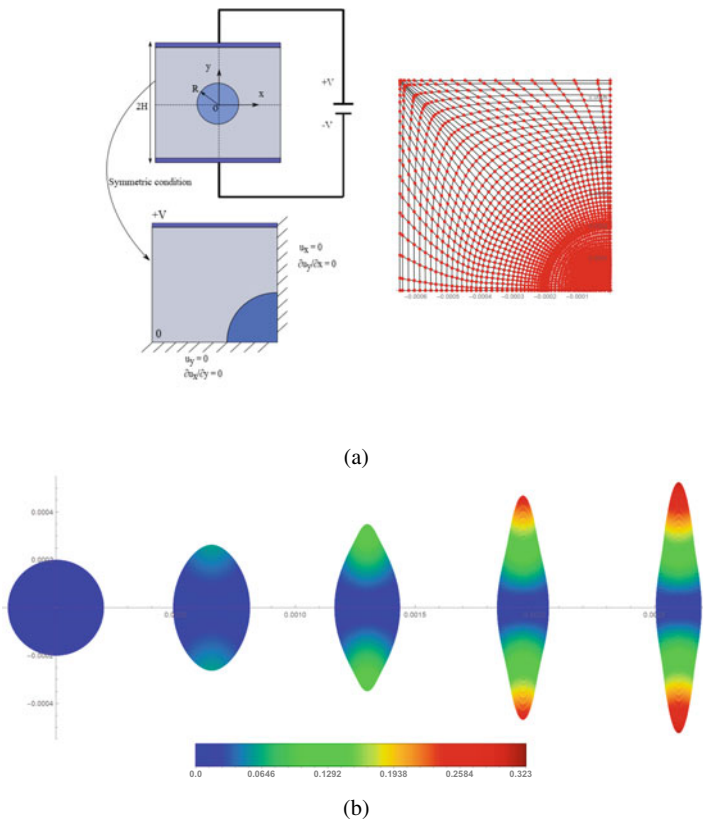 y
+V
R
x
2H
O
-V
Symmetric condition
+V
u_x = 0
∂u_y/∂x = 0
0
u_y = 0
∂u_x/∂y = 0
-0.0006 -0.0005 -0.0004 -0.0003 -0.0002 -0.0001
(a)
0.0004
0.0010 0.0015
-0.0004
0.0 0.0646 0.1292 0.1938 0.2584 0.323
(b)